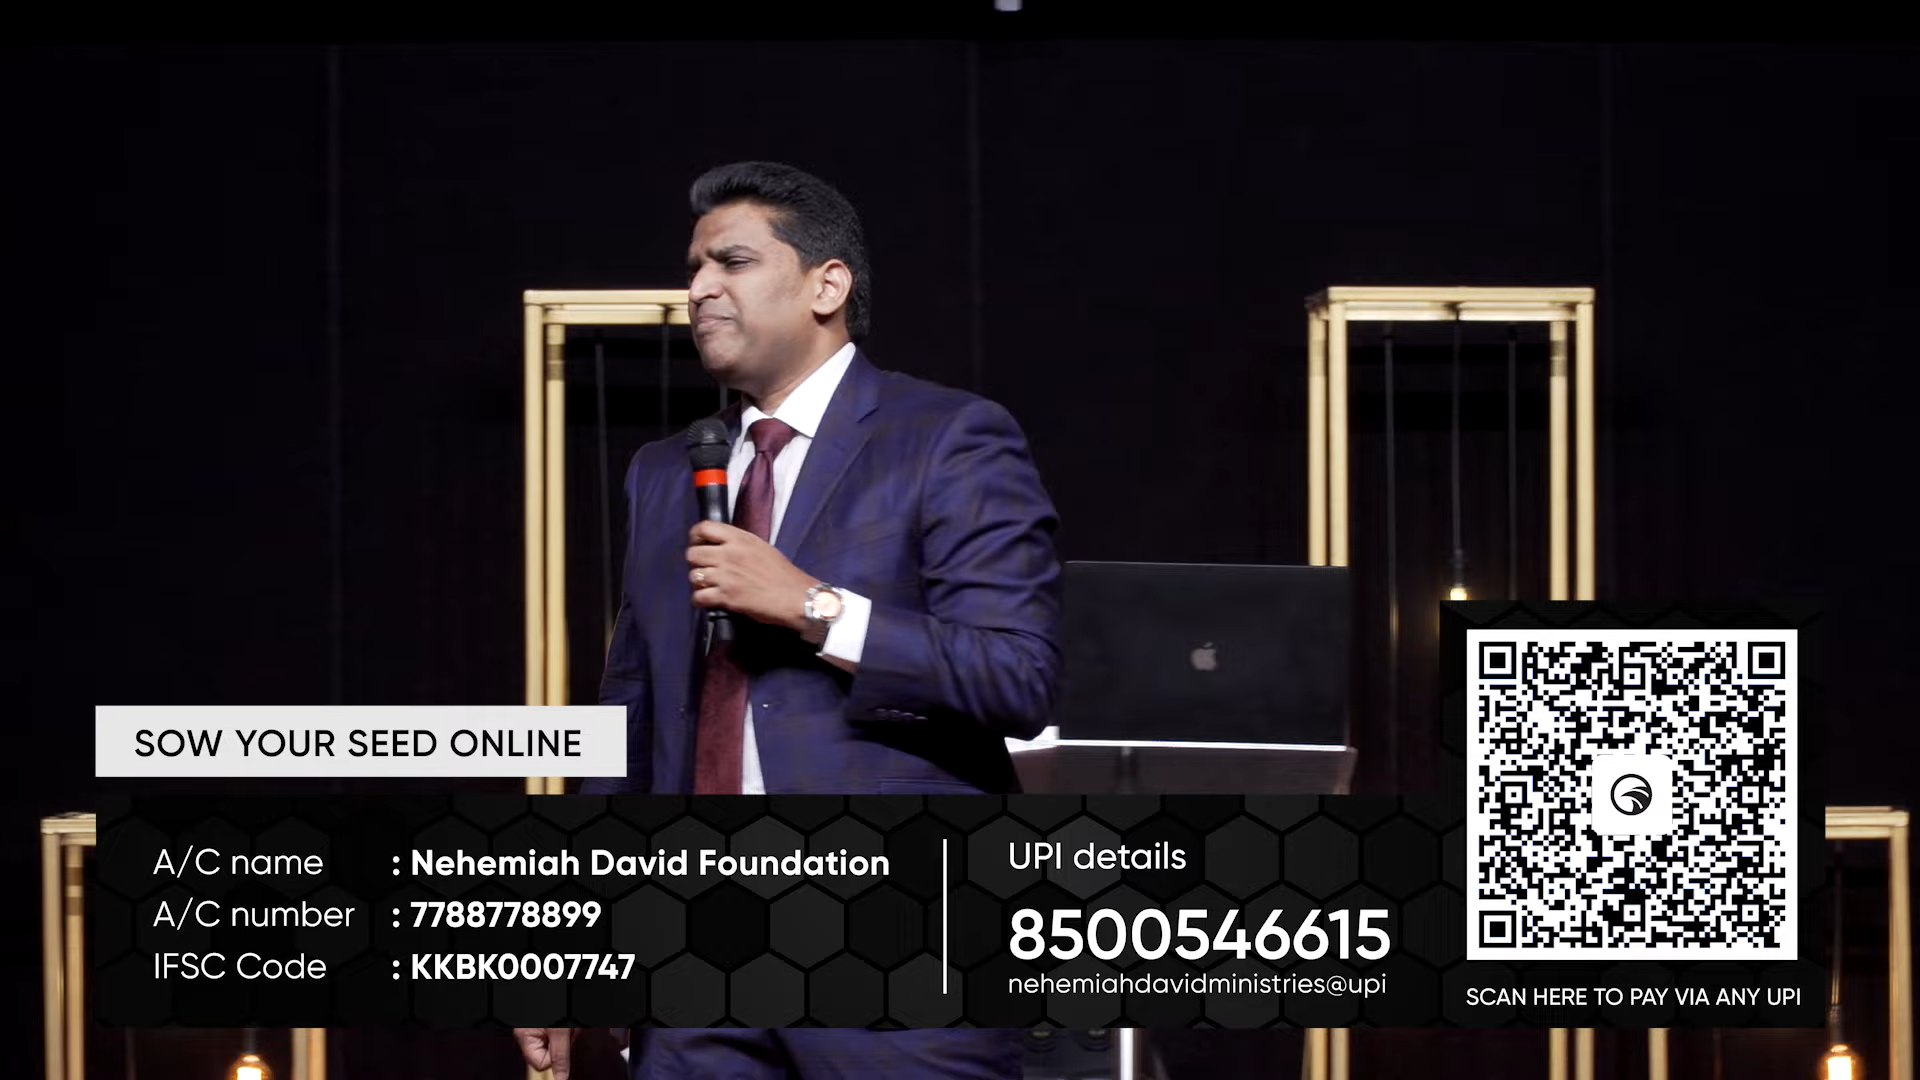 SOW YOUR SEED ONLINE
A/C name : Nehemiah David Foundation
A/C number : 7788778899
IFSC Code : KKBK0007747
UPI details
8500546615
nehemiahdavidministries@upi
SCAN HERE TO PAY VIA ANY UPI